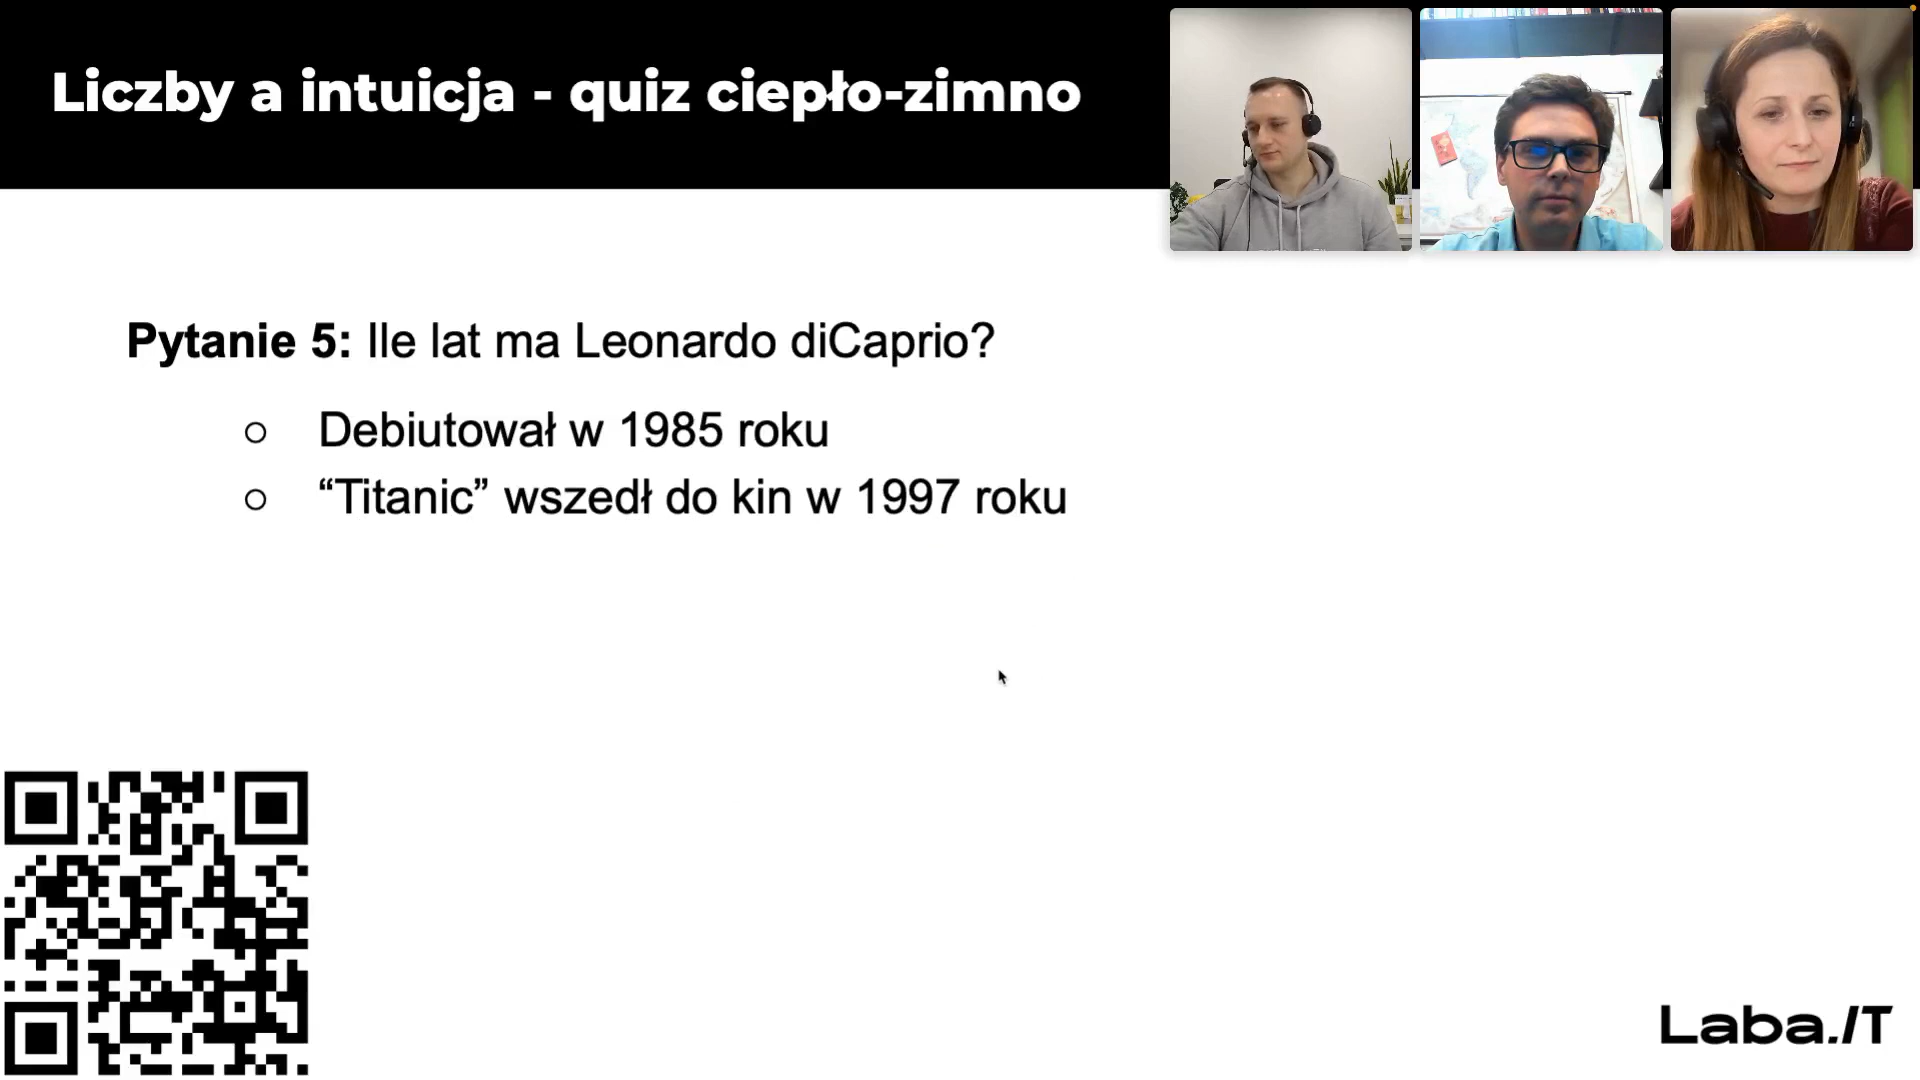 Liczby a intuicja - quiz ciepło-zimno
Pytanie 5: Ile lat ma Leonardo diCaprio?
Debiutował w 1985 roku
“Titanic” wszedł do kin w 1997 roku
Laba.IT